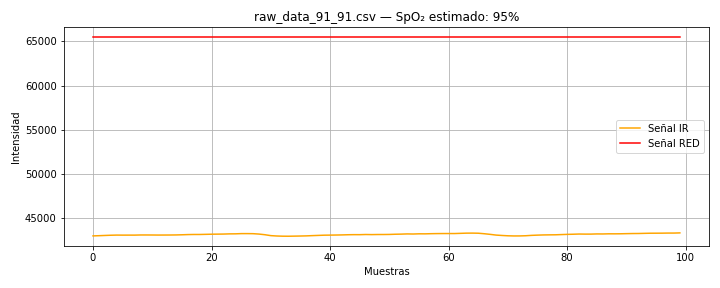 raw_data_91_91.csv — SpO₂ estimado: 95%
65000
60000
55000
50000
45000
Intensidad
Señal IR
Señal RED
0
20
40
60
80
100
Muestras